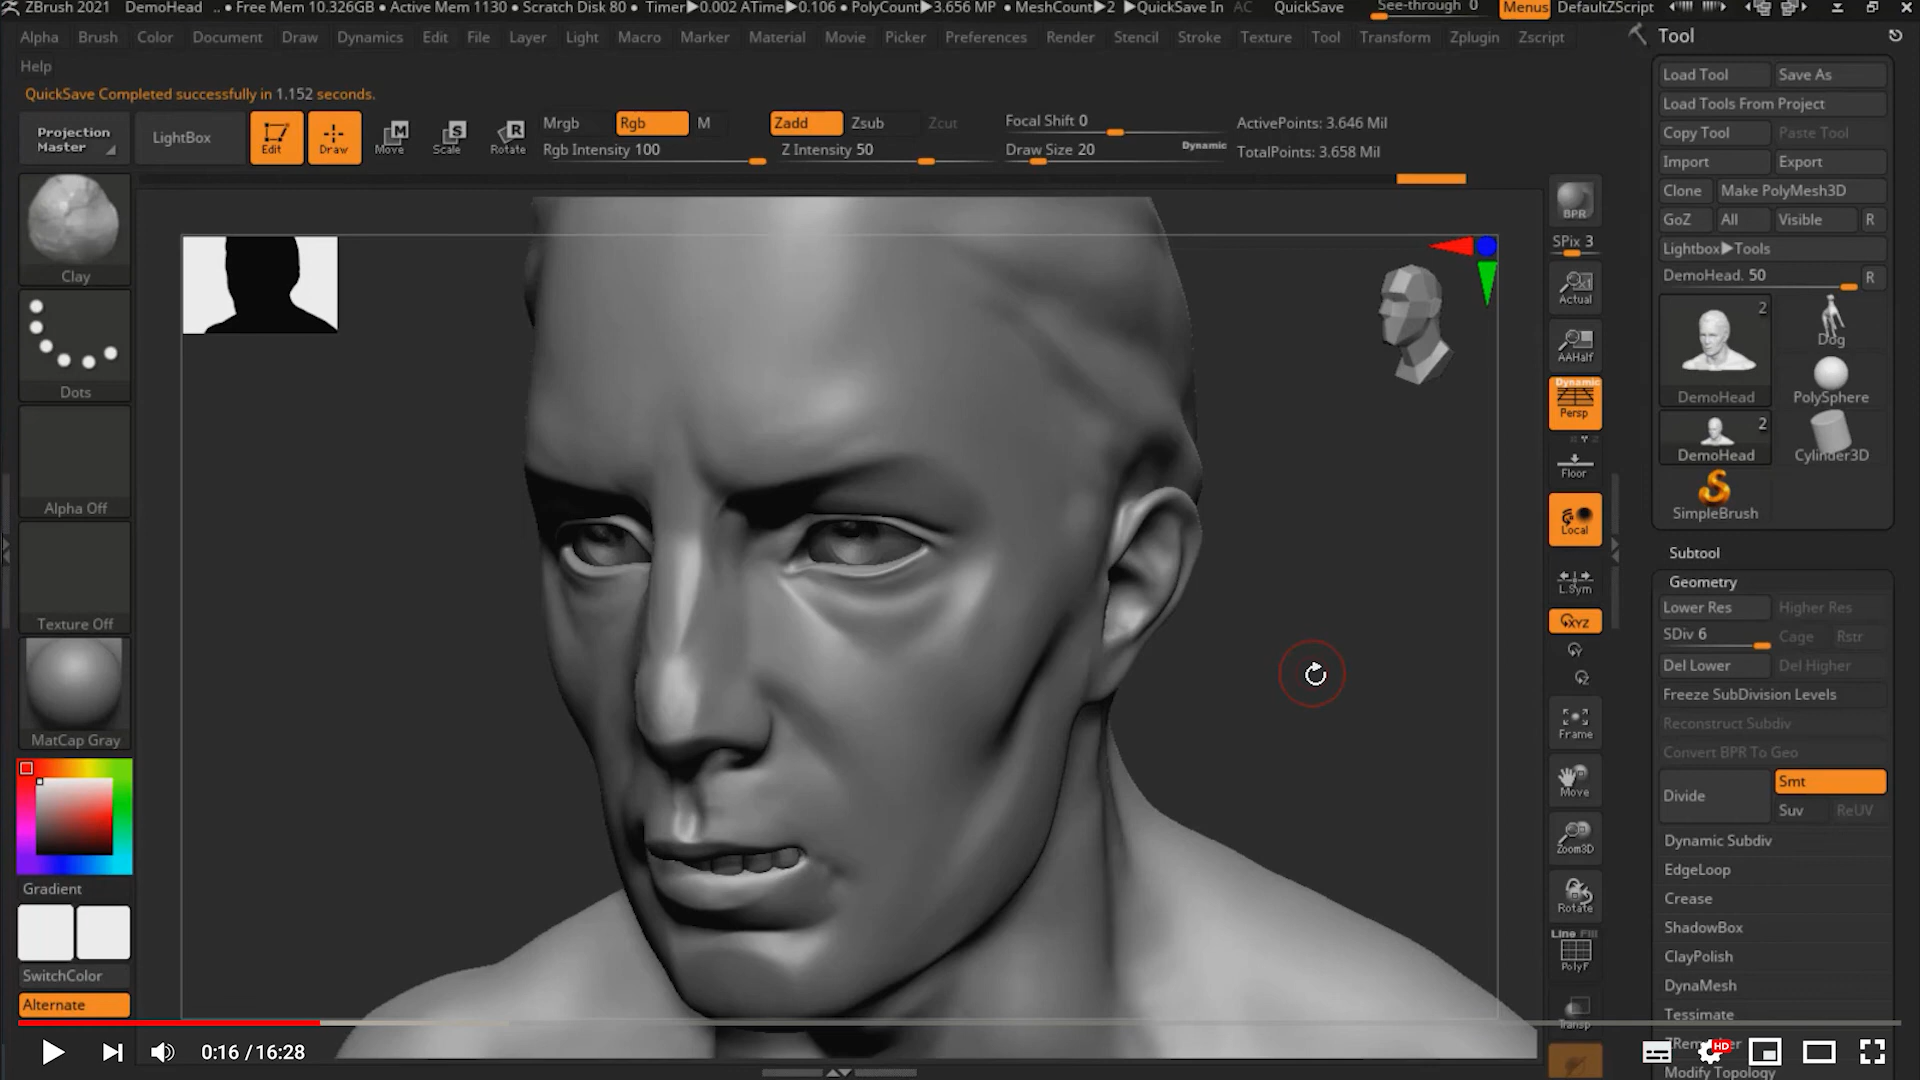 ZBrush 2021 DemoHead .. • Free Mem 10.326GB • Active Mem 1130 • Scratch Disk 80 • Timer▶0.002 ATime▶0.106 • PolyCount▶3.656 MP • MeshCount▶2 ▶QuickSave In AC QuickSave See-through 0 Menus DefaultZScript
Alpha Brush Color Document Draw Dynamics Edit File Layer Light Macro Marker Material Movie Picker Preferences Render Stencil Stroke Texture Tool Transform Zplugin Zscript
Help
QuickSave Completed successfully in 1.152 seconds.
Projection
Master
LightBox
Edit
Draw
M
Move
S
Scale
R
Rotate
Mrgb Rgb M
Rgb Intensity 100
Zadd Zsub Zcut
Z Intensity 50
Focal Shift 0
Draw Size 20
Dynamic
ActivePoints: 3.646 Mil
TotalPoints: 3.658 Mil
Clay
Dots
Alpha Off
Texture Off
MatCap Gray
Gradient
SwitchColor
Alternate
BPR
SPix 3
Actual
AAHalf
Dynamic
Persp
Floor
Local
L.Sym
XYZ
Frame
Move
Zoom3D
Rotate
Line Fill
PolyF
Transp
Tool
Load Tool Save As
Load Tools From Project
Copy Tool Paste Tool
Import Export
Clone Make PolyMesh3D
GoZ All Visible R
Lightbox▶Tools
DemoHead. 50 R
2
DemoHead
Dog
PolySphere
2
DemoHead
Cylinder3D
SimpleBrush
Subtool
Geometry
Lower Res Higher Res
SDiv 6 Cage Rstr
Del Lower Del Higher
Freeze SubDivision Levels
Reconstruct Subdiv
Convert BPR To Geo
Divide
Smt
Suv ReUV
Dynamic Subdiv
EdgeLoop
Crease
ShadowBox
ClayPolish
DynaMesh
Tessimate
Modify Topology
0:16 / 16:28
HD